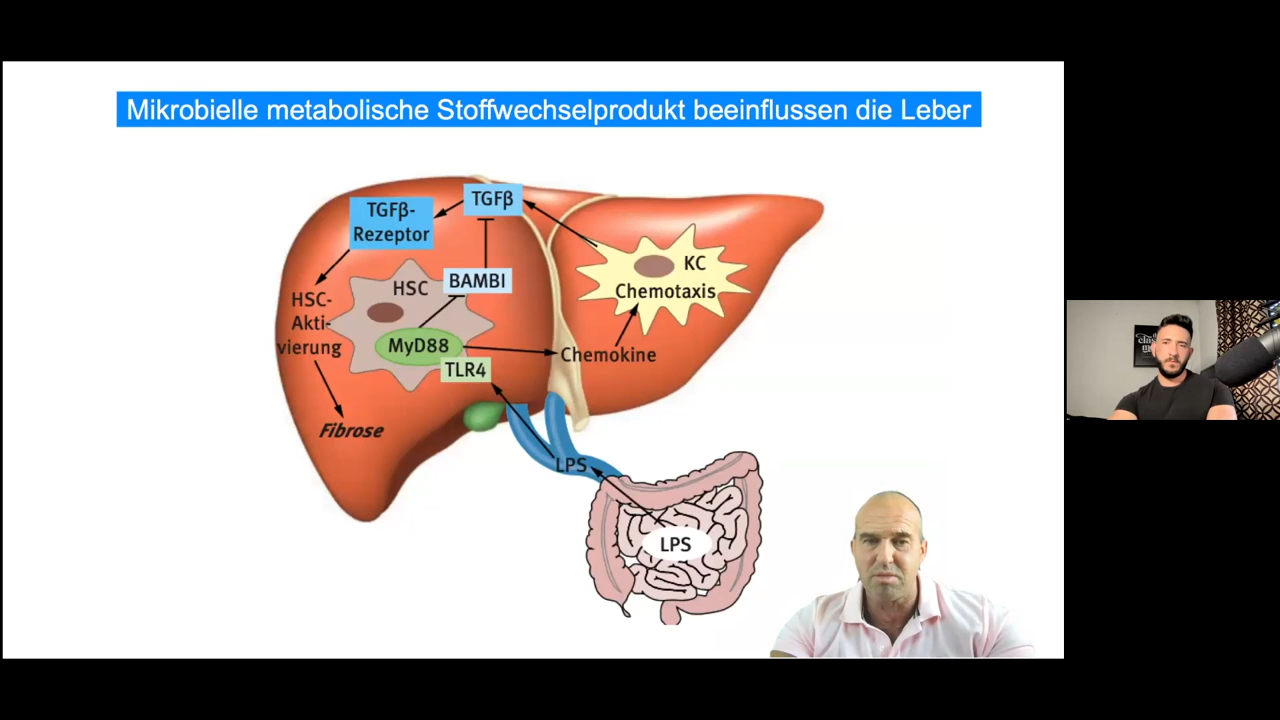 Mikrobielle metabolische Stoffwechselprodukt beeinflussen die Leber
TGFβ
TGFβ-
Rezeptor
KC
Chemotaxis
HSC
BAMBI
HSC-
Akti-
vierung
MyD88
TLR4
Chemokine
Fibrose
LPS
LPS